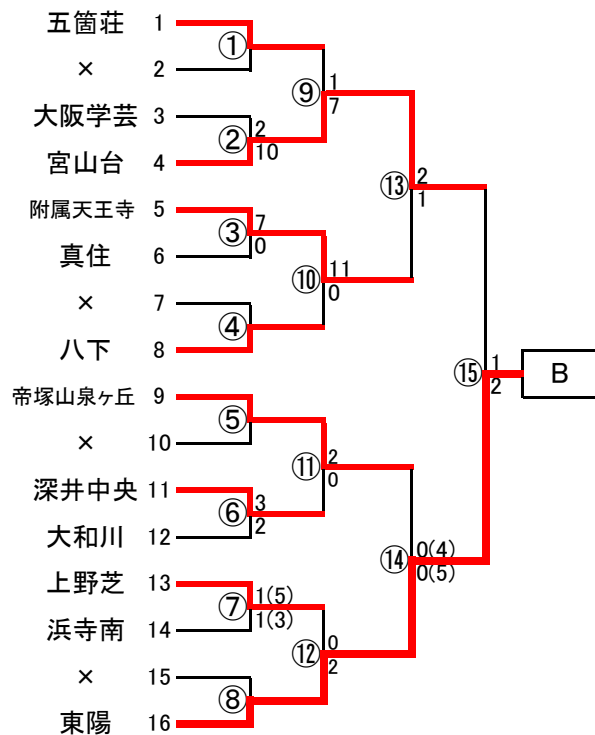 五箇荘 1
①
× 2
⑨ 1
7
大阪学芸 3
② 2
10
宮山台 4
⑬ 2
1
附属天王寺 5
③ 7
0
真住 6
⑩ 11
0
× 7
④
八下 8
⑮ 1
2
B
帝塚山泉ヶ丘 9
⑤
× 10
⑪ 2
0
深井中央 11
⑥ 3
2
大和川 12
⑭ 0(4)
0(5)
上野芝 13
⑦ 1(5)
1(3)
浜寺南 14
⑫ 0
2
× 15
⑧
東陽 16